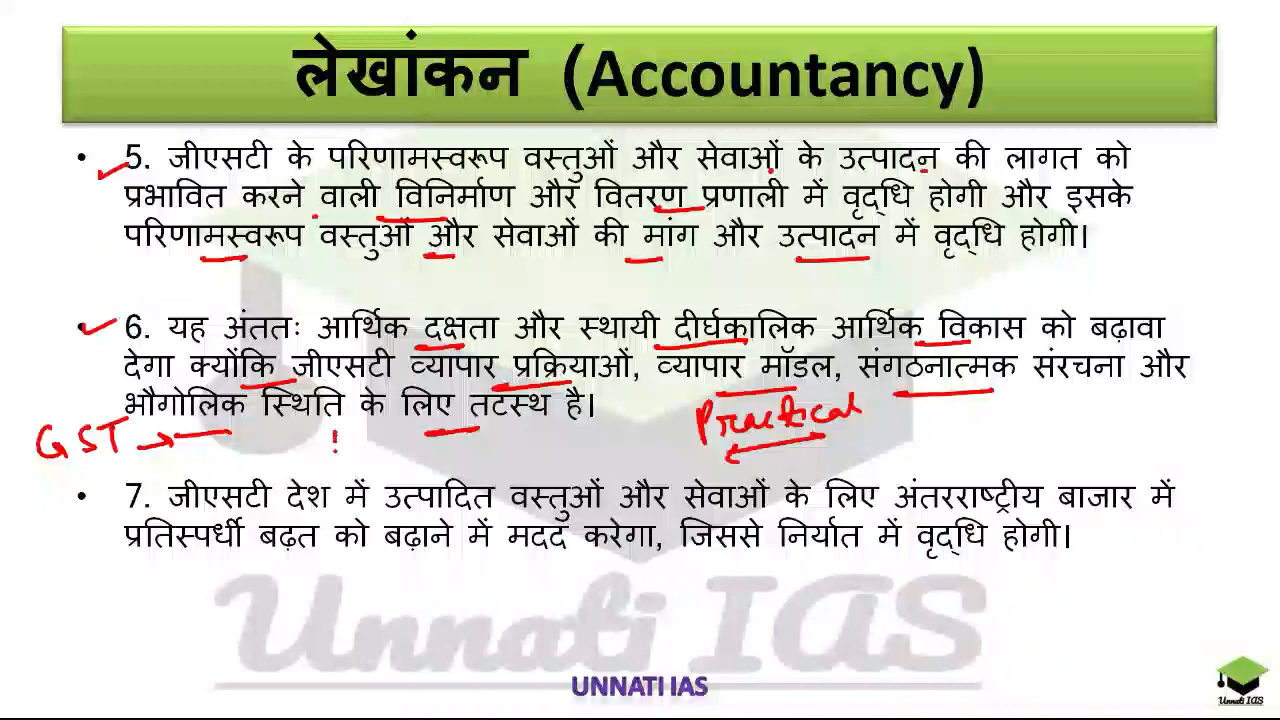 लेखांकन (Accountancy)
• 5. जीएसटी के परिणामस्वरूप वस्तुओं और सेवाओं के उत्पादन की लागत को
प्रभावित करने वाली विनिर्माण और वितरण प्रणाली में वृद्धि होगी और इसके
परिणामस्वरूप वस्तुओं और सेवाओं की मांग और उत्पादन में वृद्धि होगी।
• 6. यह अंततः आर्थिक दक्षता और स्थायी दीर्घकालिक आर्थिक विकास को बढ़ावा
देगा क्योंकि जीएसटी व्यापार प्रक्रियाओं, व्यापार मॉडल, संगठनात्मक संरचना और
भौगोलिक स्थिति के लिए तटस्थ है।
Practical
GST →
• 7. जीएसटी देश में उत्पादित वस्तुओं और सेवाओं के लिए अंतरराष्ट्रीय बाजार में
प्रतिस्पर्धी बढ़त को बढ़ाने में मदद करेगा, जिससे निर्यात में वृद्धि होगी।
Unnati IAS
UNNATI IAS
Unnati IAS